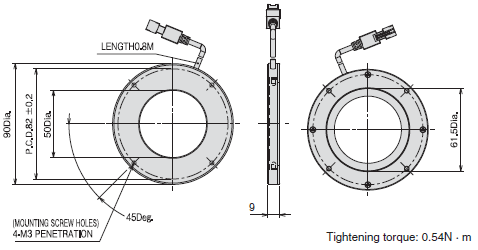 LENGTH0.8M
90Dia.
P.C.D.82 ±0.2
50Dia.
61.5Dia.
45Deg.
9
(MOUNTING SCREW HOLES)
4-M3 PENETRATION
Tightening torque: 0.54N · m